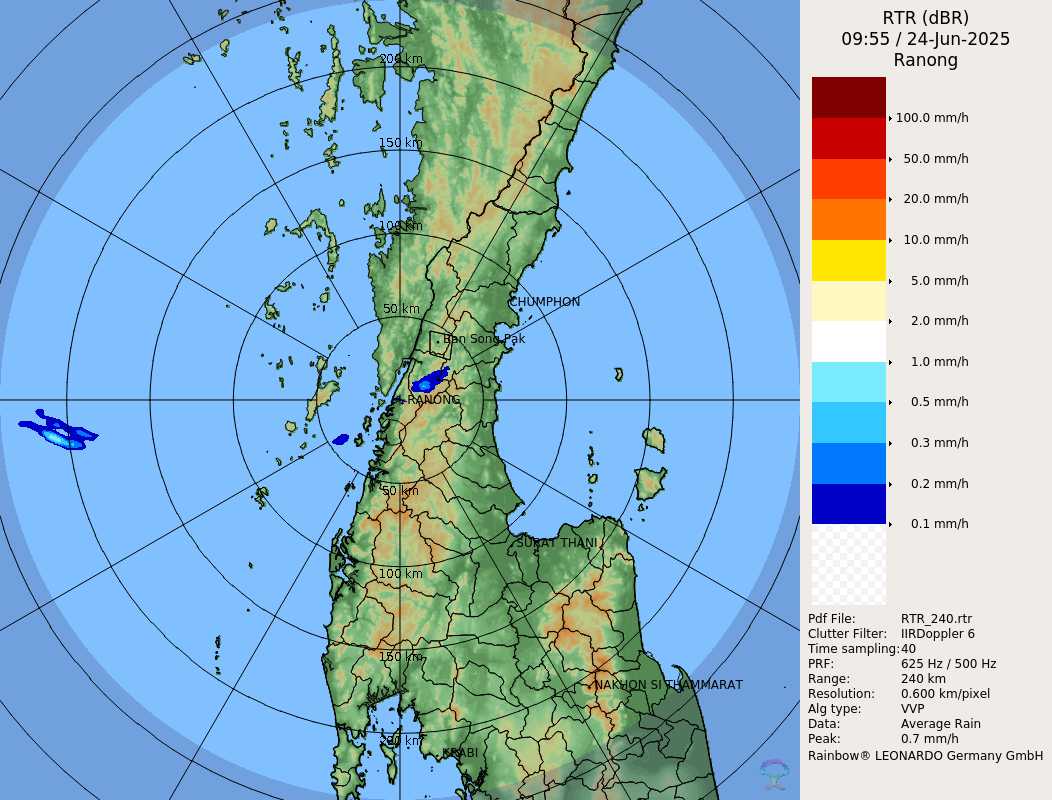 RTR (dBR)
09:55 / 24-Jun-2025
Ranong
100.0 mm/h
50.0 mm/h
20.0 mm/h
10.0 mm/h
5.0 mm/h
2.0 mm/h
1.0 mm/h
0.5 mm/h
0.3 mm/h
0.2 mm/h
0.1 mm/h
Pdf File: RTR_240.rtr
Clutter Filter: IIRDoppler 6
Time sampling:40
PRF: 625 Hz / 500 Hz
Range: 240 km
Resolution: 0.600 km/pixel
Alg type: VVP
Data: Average Rain
Peak: 0.7 mm/h
Rainbow® LEONARDO Germany GmbH
200 km
150 km
100 km
CHUMPHON
50 km
Ban Song Pak
RANONG
50 km
SURAT THANI
100 km
150 km
NAKHON SI THAMMARAT
200 km
KRABI